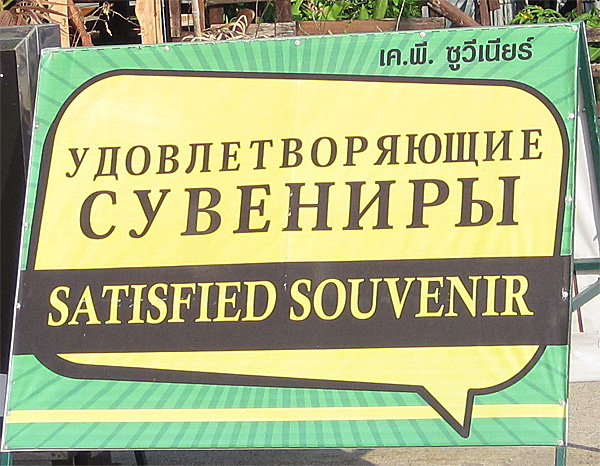 เค.พี. ซูวีเนียร์
УДОВЛЕТВОРЯЮЩИЕ
СУВЕНИРЫ
SATISFIED SOUVENIR